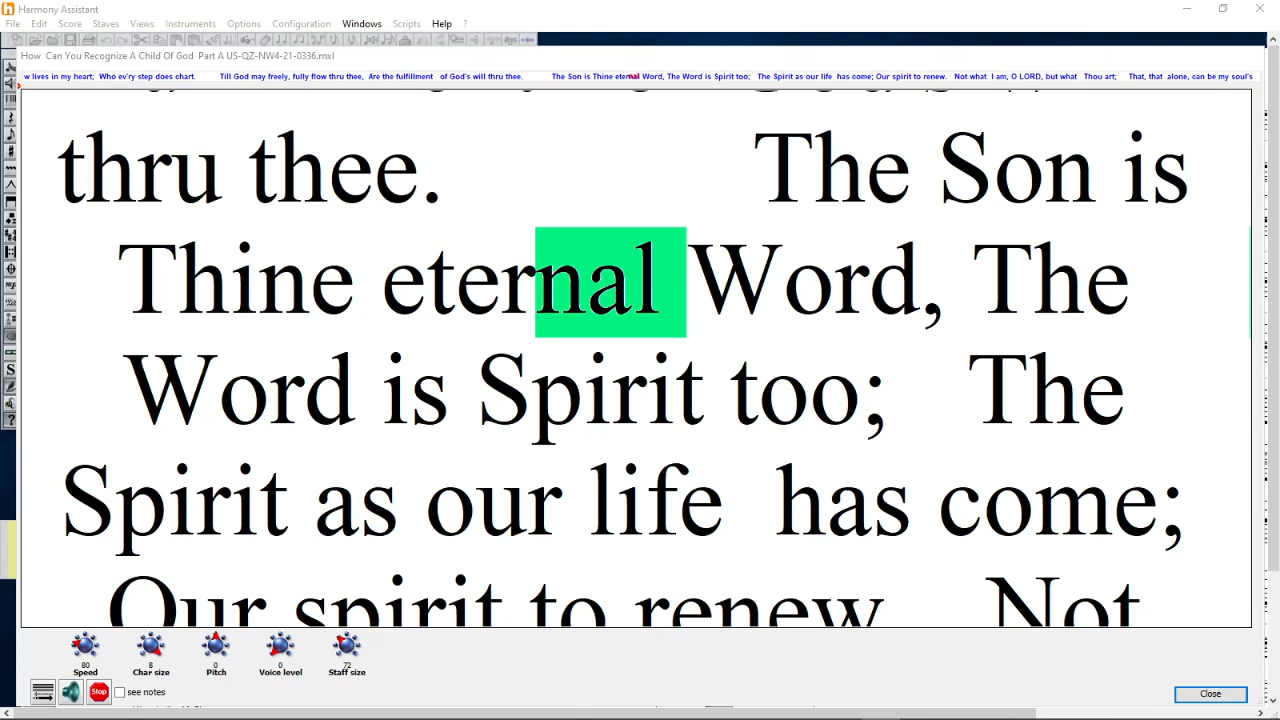 Harmony Assistant
File Edit Score Staves Views Instruments Options Configuration Windows Scripts Help ?
How Can You Recognize A Child Of God Part A US-QZ-NW4-21-0336.mxl
w lives in my heart; Who ev'ry step does chart. Till God may freely, fully flow thru thee, Are the fulfillment of God's will thru thee. The Son is Thine eternal Word, The Word is Spirit too; The Spirit as our life has come; Our spirit to renew. Not what I am, O LORD, but what Thou art; That, that alone, can be my soul's
thru thee. The Son is
Thine eternal Word, The
Word is Spirit too; The
Spirit as our life has come;
Our spirit to renew. Not
80 8 0 0 72
Speed Char size Pitch Voice level Staff size
Stop see notes Close